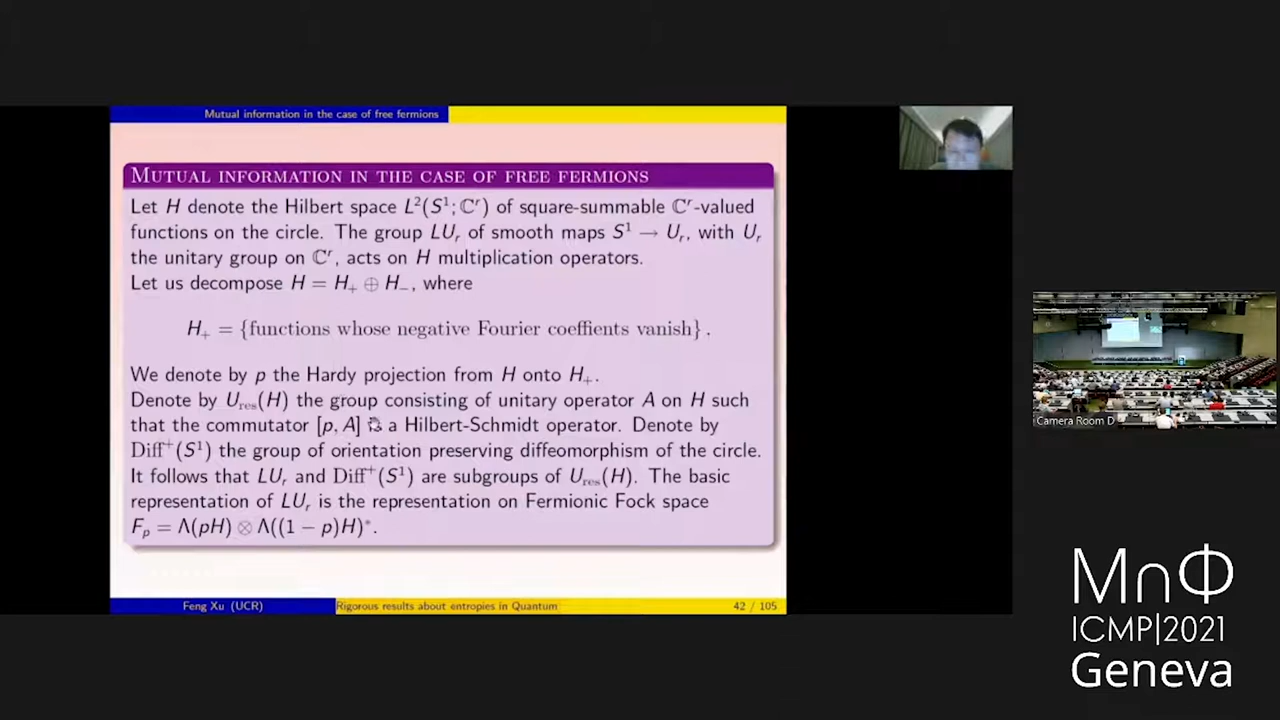 Mutual information in the case of free fermions
Mutual information in the case of free fermions
Let H denote the Hilbert space L²(S¹; ℂʳ) of square-summable ℂʳ-valued
functions on the circle. The group LUᵣ of smooth maps S¹ → Uᵣ, with Uᵣ
the unitary group on ℂʳ, acts on H multiplication operators.
Let us decompose H = H₊ ⊕ H₋, where
H₊ = {functions whose negative Fourier coeffients vanish} .
We denote by p the Hardy projection from H onto H₊.
Denote by U_res(H) the group consisting of unitary operator A on H such
that the commutator [p, A] is a Hilbert-Schmidt operator. Denote by
Diff⁺(S¹) the group of orientation preserving diffeomorphism of the circle.
It follows that LUᵣ and Diff⁺(S¹) are subgroups of U_res(H). The basic
representation of LUᵣ is the representation on Fermionic Fock space
Fₚ = Λ(pH) ⊗ Λ((1 − p)H)*.
Feng Xu (UCR)
Rigorous results about entropies in Quantum
42 / 105
Camera Room D
M∩Φ
ICMP|2021
Geneva